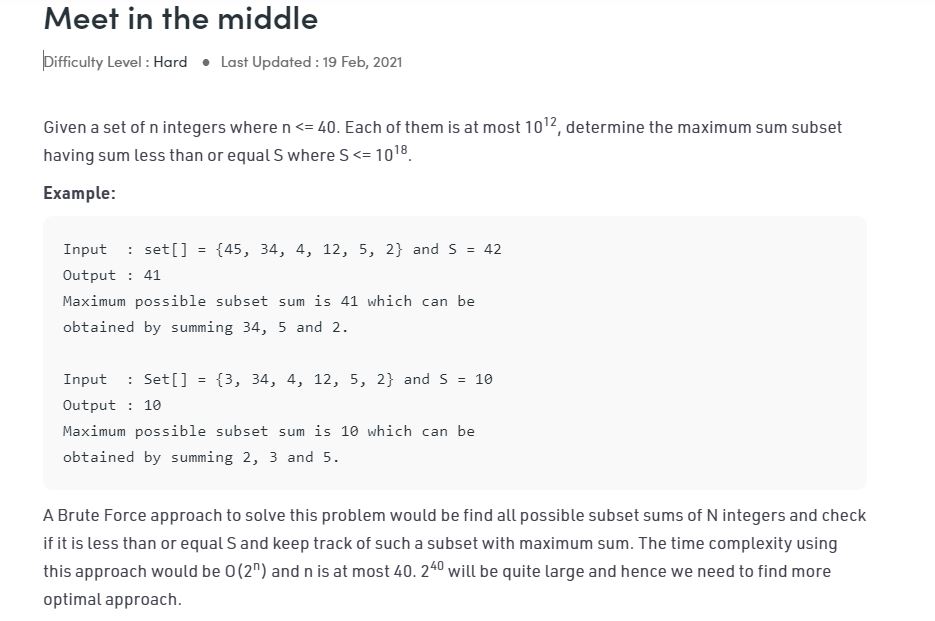 Meet in the middle
Difficulty Level : Hard ● Last Updated : 19 Feb, 2021
Given a set of n integers where n <= 40. Each of them is at most 10¹², determine the maximum sum subset
having sum less than or equal S where S <= 10¹⁸.
Example:
Input  : set[] = {45, 34, 4, 12, 5, 2} and S = 42
Output : 41
Maximum possible subset sum is 41 which can be
obtained by summing 34, 5 and 2.
Input  : Set[] = {3, 34, 4, 12, 5, 2} and S = 10
Output : 10
Maximum possible subset sum is 10 which can be
obtained by summing 2, 3 and 5.
A Brute Force approach to solve this problem would be find all possible subset sums of N integers and check
if it is less than or equal S and keep track of such a subset with maximum sum. The time complexity using
this approach would be O(2ⁿ) and n is at most 40. 2⁴⁰ will be quite large and hence we need to find more
optimal approach.